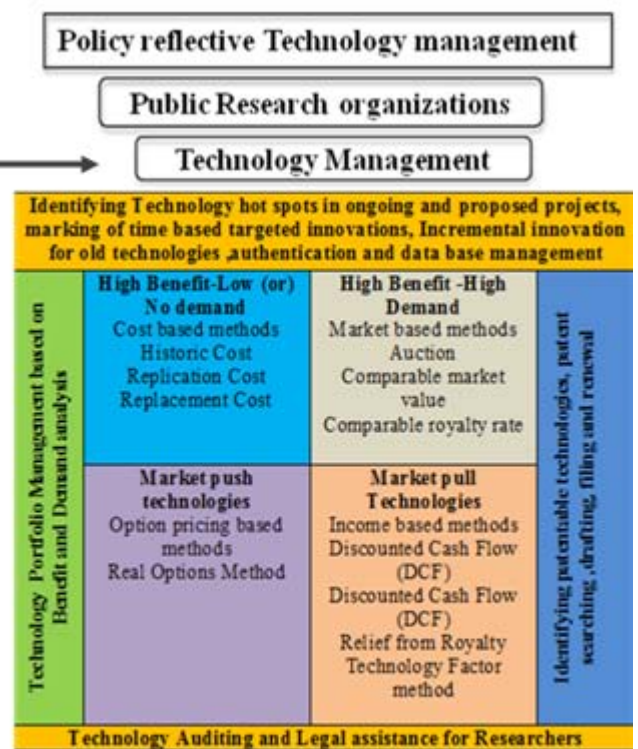 Policy reflective Technology management
Public Research organizations
Technology Management
Identifying Technology hot spots in ongoing and proposed projects,
marking of time based targeted innovations, Incremental innovation
for old technologies ,authentication and data base management
Technology Portfolio Management based on
Benefit and Demand analysis
High Benefit-Low (or)
No demand
Cost based methods
Historic Cost
Replication Cost
Replacement Cost
High Benefit -High
Demand
Market based methods
Auction
Comparable market
value
Comparable royalty rate
Market push
technologies
Option pricing based
methods
Real Options Method
Market pull
Technologies
Income based methods
Discounted Cash Flow
(DCF)
Discounted Cash Flow
(DCF)
Relief from Royalty
Technology Factor
method
Identifying patentable technologies, patent
searching ,drafting, filing and renewal
Technology Auditing and Legal assistance for Researchers